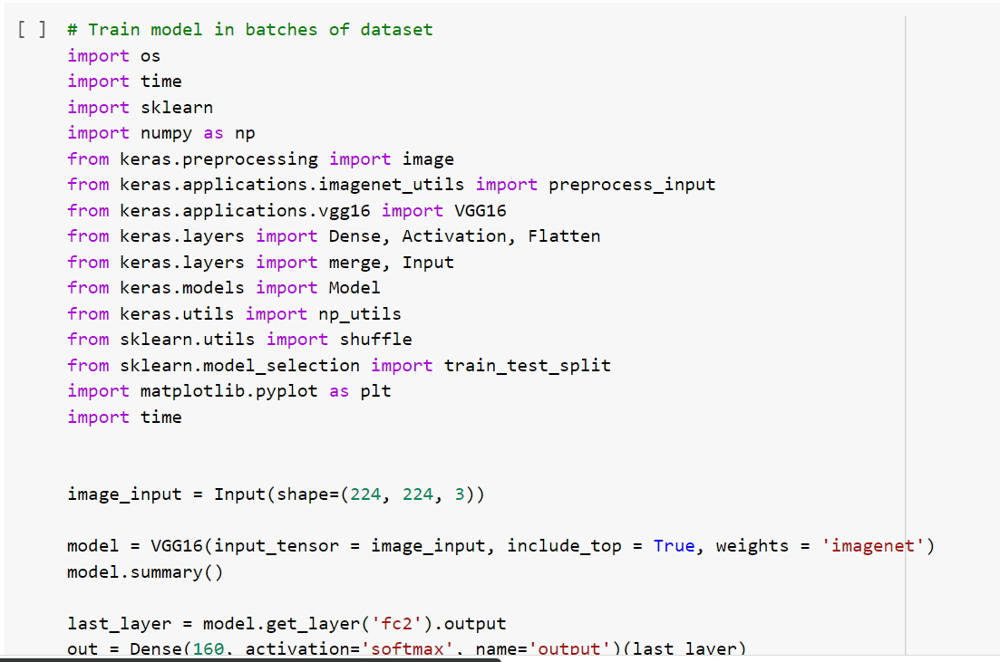 [ ] # Train model in batches of dataset
import os
import time
import sklearn
import numpy as np
from keras.preprocessing import image
from keras.applications.imagenet_utils import preprocess_input
from keras.applications.vgg16 import VGG16
from keras.layers import Dense, Activation, Flatten
from keras.layers import merge, Input
from keras.models import Model
from keras.utils import np_utils
from sklearn.utils import shuffle
from sklearn.model_selection import train_test_split
import matplotlib.pyplot as plt
import time
image_input = Input(shape=(224, 224, 3))
model = VGG16(input_tensor = image_input, include_top = True, weights = 'imagenet')
model.summary()
last_layer = model.get_layer('fc2').output
out = Dense(160, activation='softmax', name='output')(last_layer)